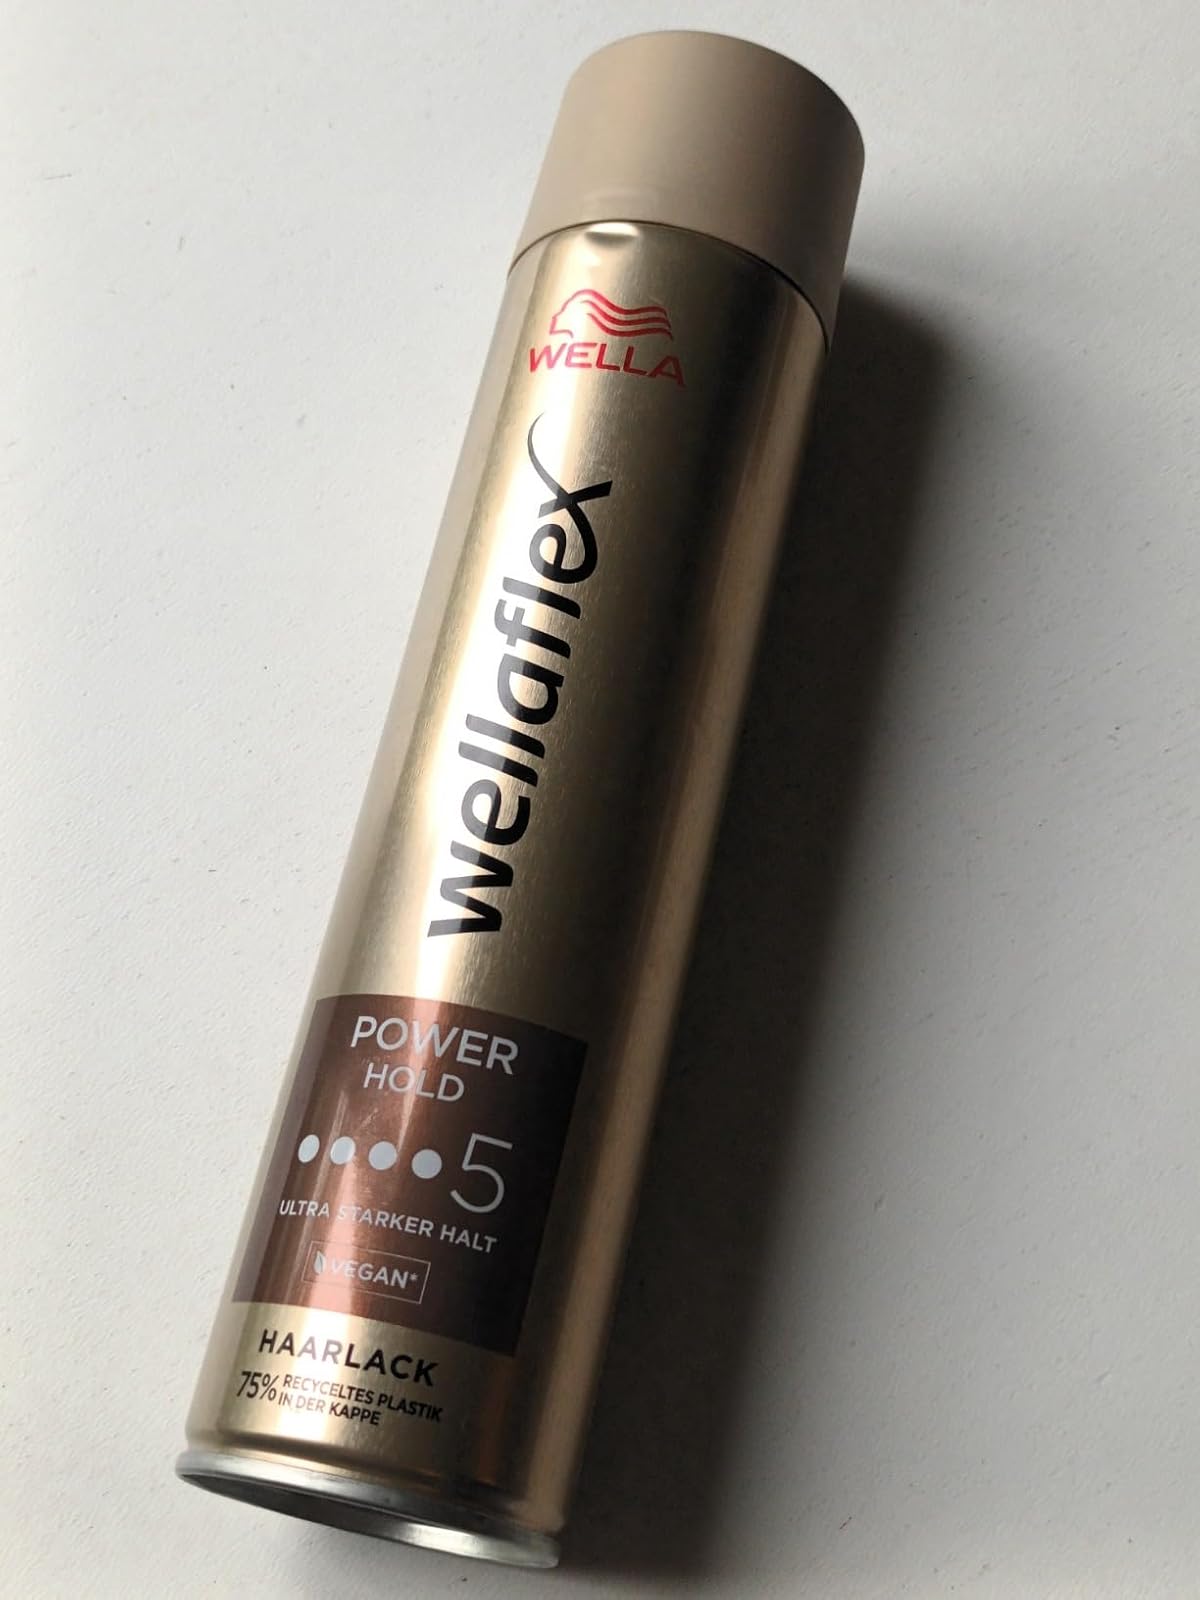 WELLA
wellaflex
POWER
HOLD
5
ULTRA STARKER HALT
VEGAN*
HAARLACK
75% RECYCELTES PLASTIK
IN DER KAPPE